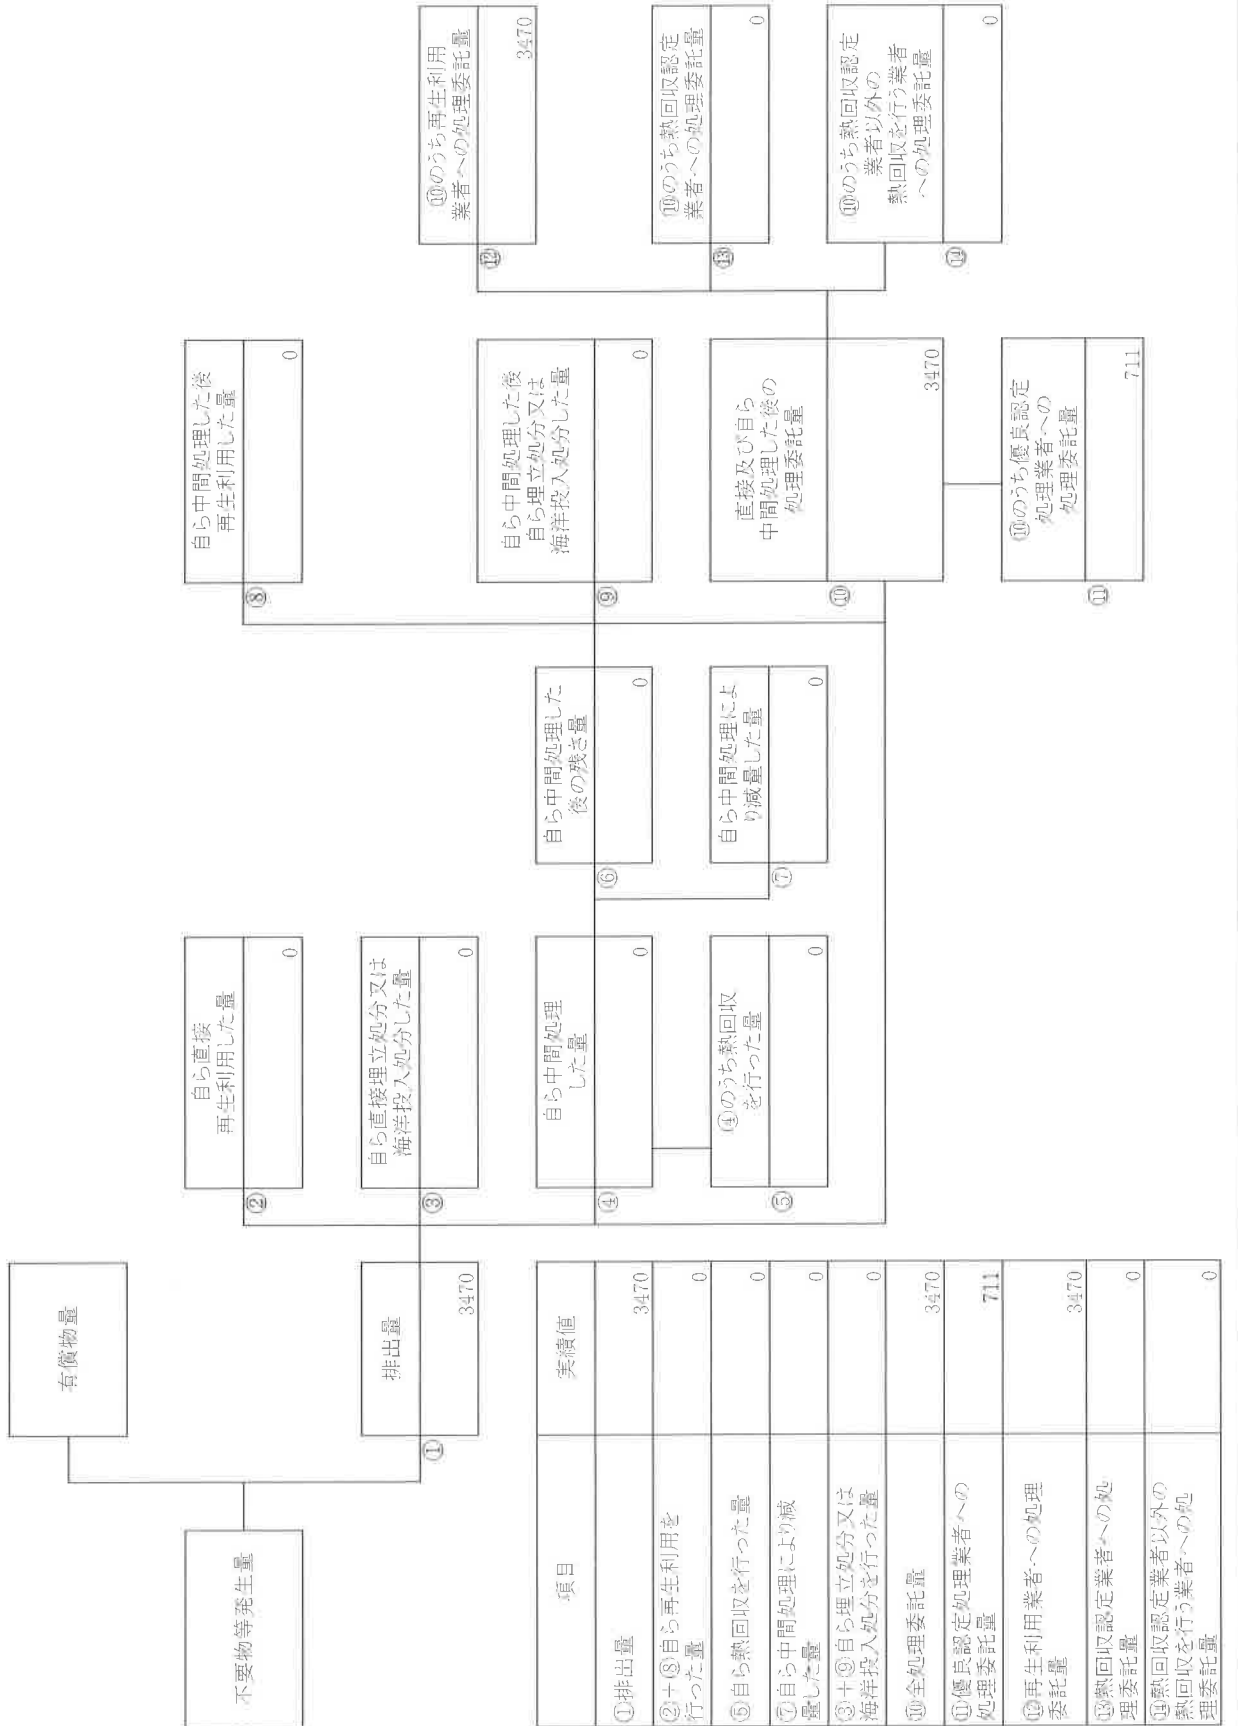 不要物等発生量
有償物量
①
排出量
3470
②
自ら直接
再生利用した量
0
③
自ら直接埋立処分又は
海洋投入処分した量
0
④
自ら中間処理
した量
0
⑤
④のうち熱回収
を行った量
0
⑥
自ら中間処理した
後の残さ量
0
⑦
自ら中間処理によ
り減量した量
0
⑧
自ら中間処理した後
再生利用した量
0
⑨
自ら中間処理した後
自ら埋立処分又は
海洋投入処分した量
0
⑩
直接及び自ら
中間処理した後の
処理委託量
3470
⑪
⑩のうち優良認定
処理業者への
処理委託量
711
⑫
⑩のうち再生利用
業者への処理委託量
3470
⑬
⑩のうち熱回収認定
業者への処理委託量
0
⑭
⑩のうち熱回収認定
業者以外の
熱回収を行う業者
への処理委託量
0
項目 実績値
①排出量 3470
②+⑧自ら再生利用を
行った量 0
⑤自ら熱回収を行った量 0
⑦自ら中間処理により減
量した量 0
③+⑨自ら埋立処分又は
海洋投入処分を行った量 0
⑩全処理委託量 3470
⑪優良認定処理業者への
処理委託量 711
⑫再生利用業者への処理
委託量 3470
⑬熱回収認定業者への処
理委託量 0
⑭熱回収認定業者以外の
熱回収を行う業者への処
理委託量 0